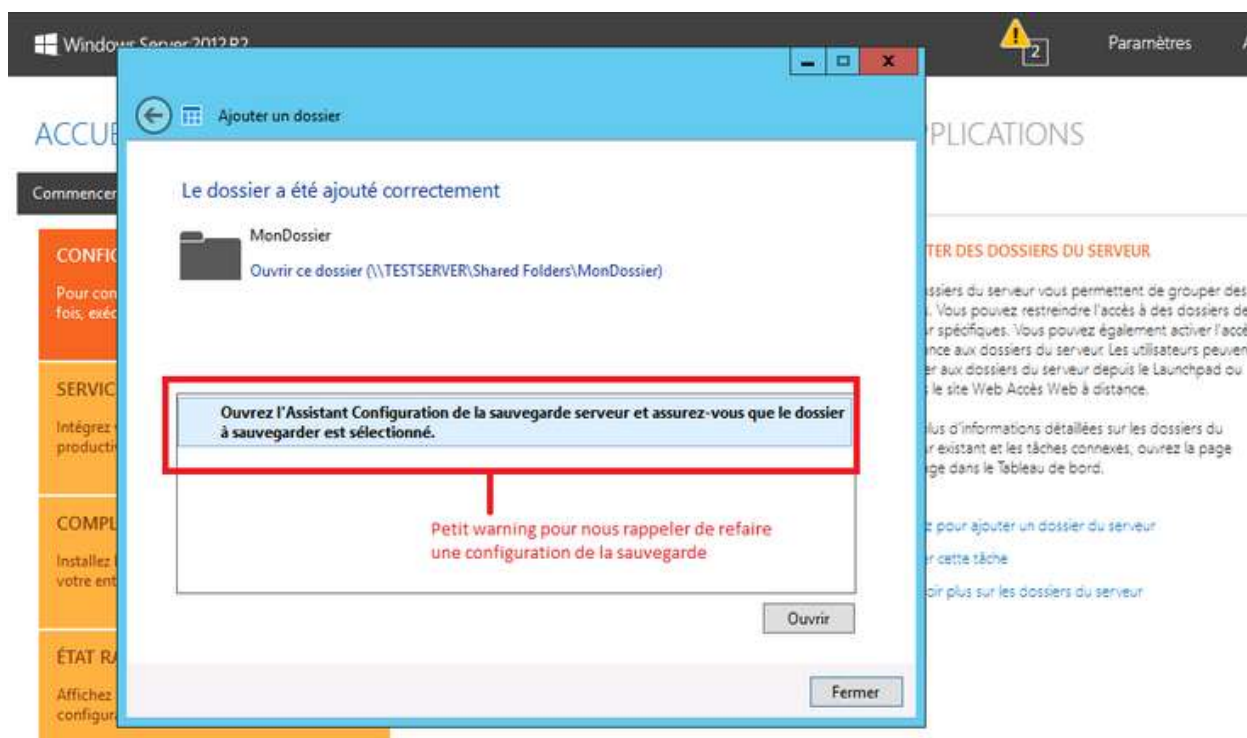 Windows Server 2012 R2
2
Paramètres
Ajouter un dossier
ACCUE
PLICATIONS
Commencer
Le dossier a été ajouté correctement
MonDossier
Ouvrir ce dossier (\\TESTSERVER\Shared Folders\MonDossier)
Ouvrez l'Assistant Configuration de la sauvegarde serveur et assurez-vous que le dossier
à sauvegarder est sélectionné.
Petit warning pour nous rappeler de refaire
une configuration de la sauvegarde
Ouvrir
Fermer
CONFIG
Pour con
fois, exéc
SERVIC
Intégrez
producti
COMPL
Installez
votre ent
ÉTAT RA
Affichez
configur
TER DES DOSSIERS DU SERVEUR
ssiers du serveur vous permettent de grouper des
. Vous pouvez restreindre l'accès à des dossiers de
r spécifiques. Vous pouvez également activer l'accè
nce aux dossiers du serveur. Les utilisateurs peuven
er aux dossiers du serveur depuis le Launchpad ou
le site Web Accès Web à distance.
lus d'informations détaillées sur les dossiers du
r existant et les tâches connexes, ouvrez la page
ge dans le Tableau de bord.
z pour ajouter un dossier du serveur
r cette tâche
oir plus sur les dossiers du serveur